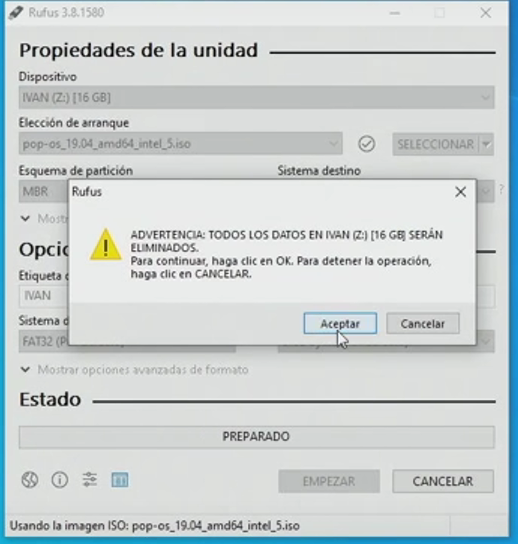 Rufus 3.8.1580
Propiedades de la unidad
Dispositivo
IVAN (Z:) [16 GB]
Elección de arranque
pop-os_19.04_amd64_intel_5.iso
SELECCIONAR
Esquema de partición
Sistema destino
MBR
?
Rufus
ADVERTENCIA: TODOS LOS DATOS EN IVAN (Z:) [16 GB] SERÁN
ELIMINADOS.
Para continuar, haga clic en OK. Para detener la operación,
haga clic en CANCELAR.
Aceptar
Cancelar
Etiqueta
IVAN
Sistema
FAT32
Mostrar opciones avanzadas de formato
Estado
PREPARADO
EMPEZAR
CANCELAR
Usando la imagen ISO: pop-os_19.04_amd64_intel_5.iso